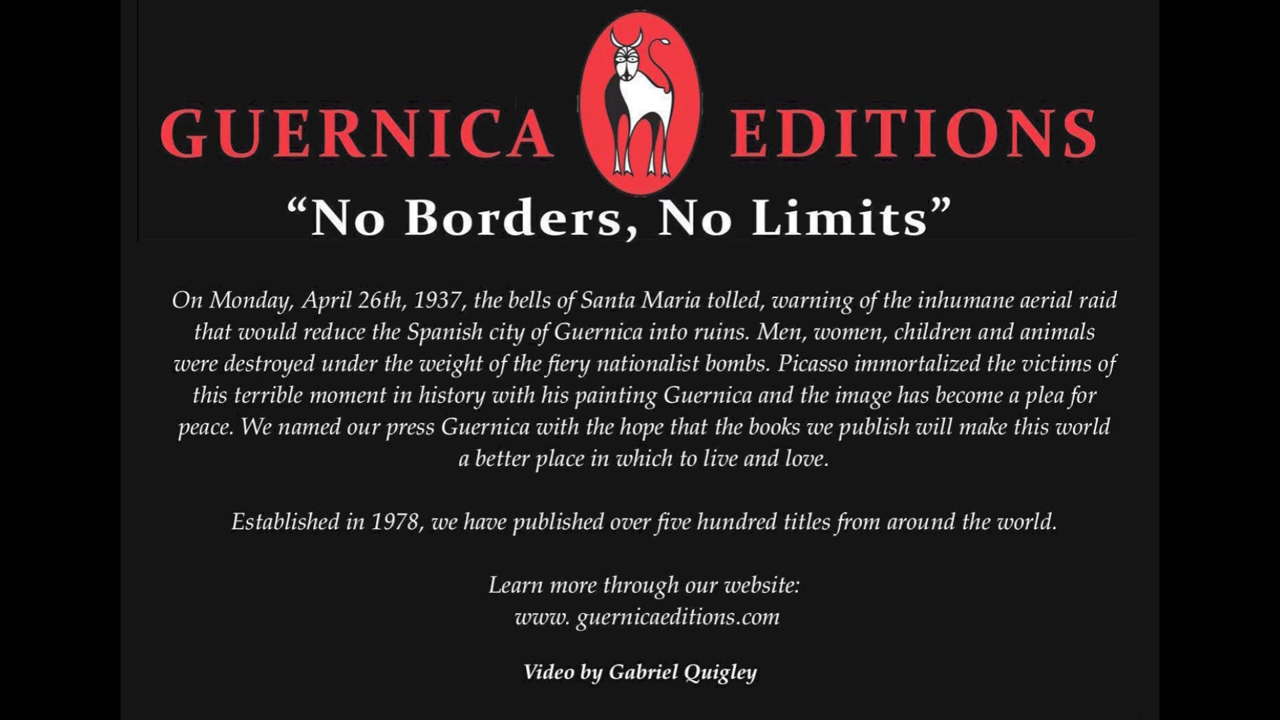 GUERNICA EDITIONS
“No Borders, No Limits”
On Monday, April 26th, 1937, the bells of Santa Maria tolled, warning of the inhumane aerial raid
that would reduce the Spanish city of Guernica into ruins. Men, women, children and animals
were destroyed under the weight of the fiery nationalist bombs. Picasso immortalized the victims of
this terrible moment in history with his painting Guernica and the image has become a plea for
peace. We named our press Guernica with the hope that the books we publish will make this world
a better place in which to live and love.
Established in 1978, we have published over five hundred titles from around the world.
Learn more through our website:
www. guernicaeditions.com
Video by Gabriel Quigley